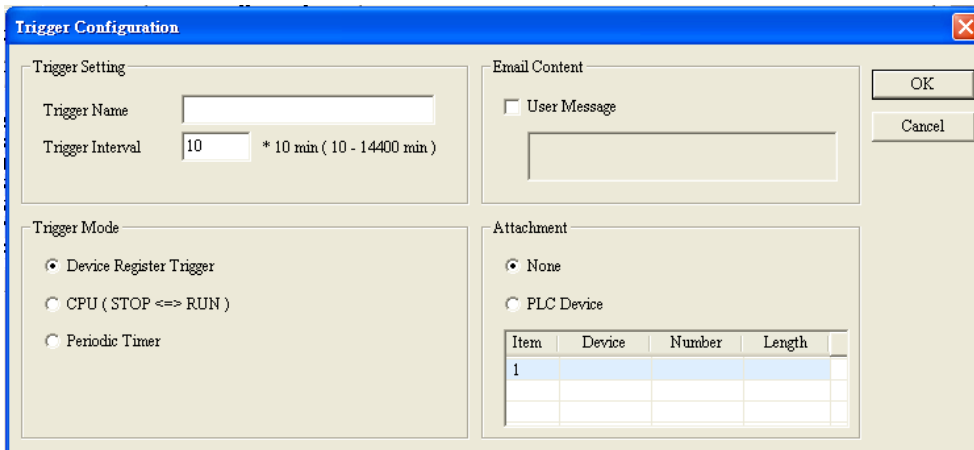 Trigger Configuration
Trigger Setting
Trigger Name
Trigger Interval 10 * 10 min ( 10 - 14400 min )
Email Content
User Message
OK
Cancel
Trigger Mode
Device Register Trigger
CPU ( STOP <=> RUN )
Periodic Timer
Attachment
None
PLC Device
Item Device Number Length
1